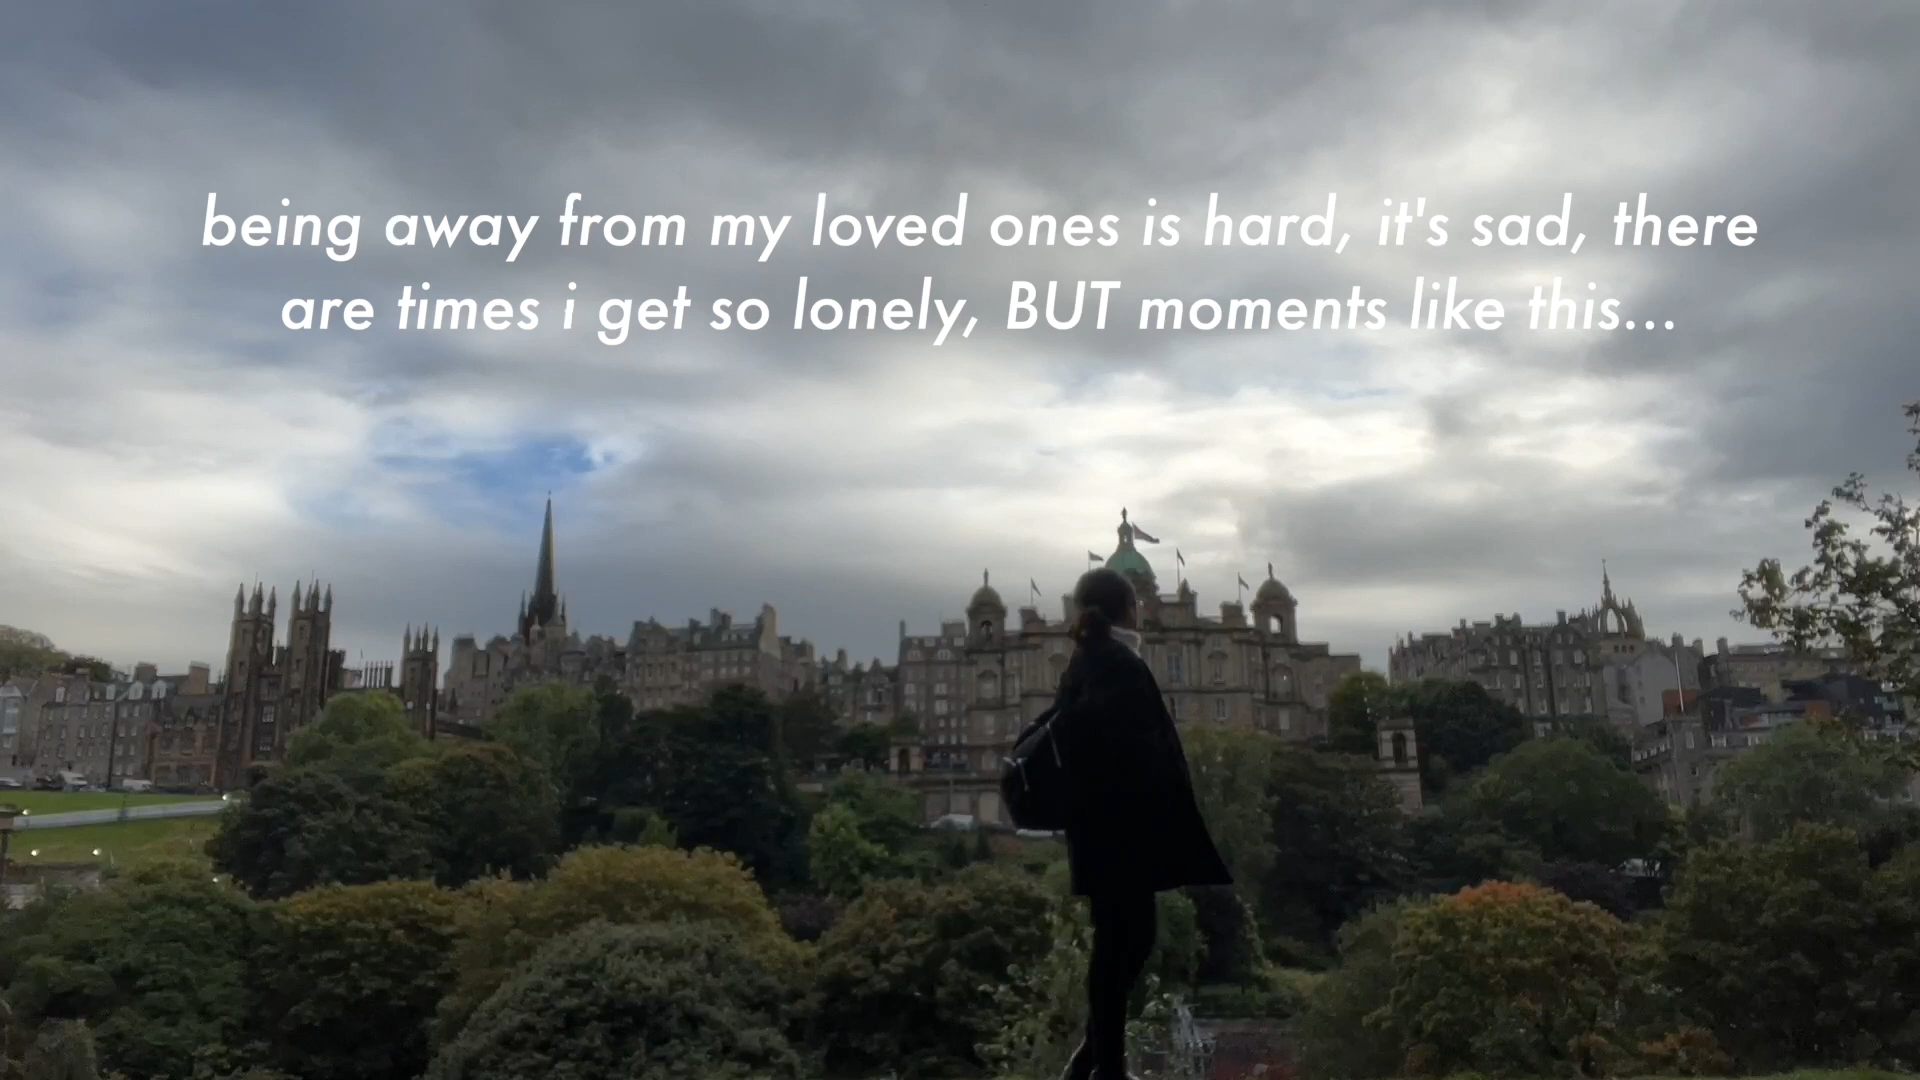 being away from my loved ones is hard, it's sad, there
are times i get so lonely, BUT moments like this...